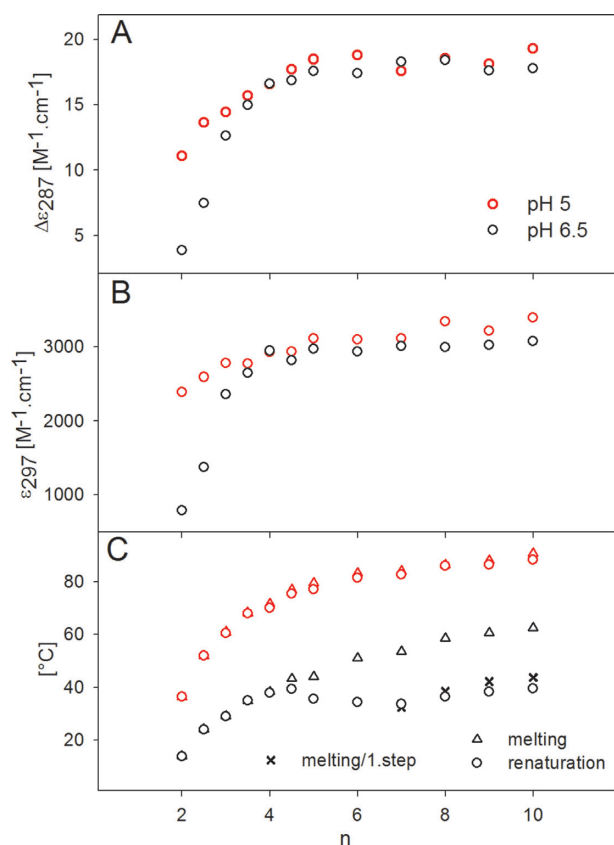 A
20
15
10
5
Δε287 [M-1.cm-1]
pH 5
pH 6.5
B
3000
2000
1000
ε297 [M-1.cm-1]
C
80
60
40
20
[°C]
melting/1.step
melting
renaturation
2 4 6 8 10
n